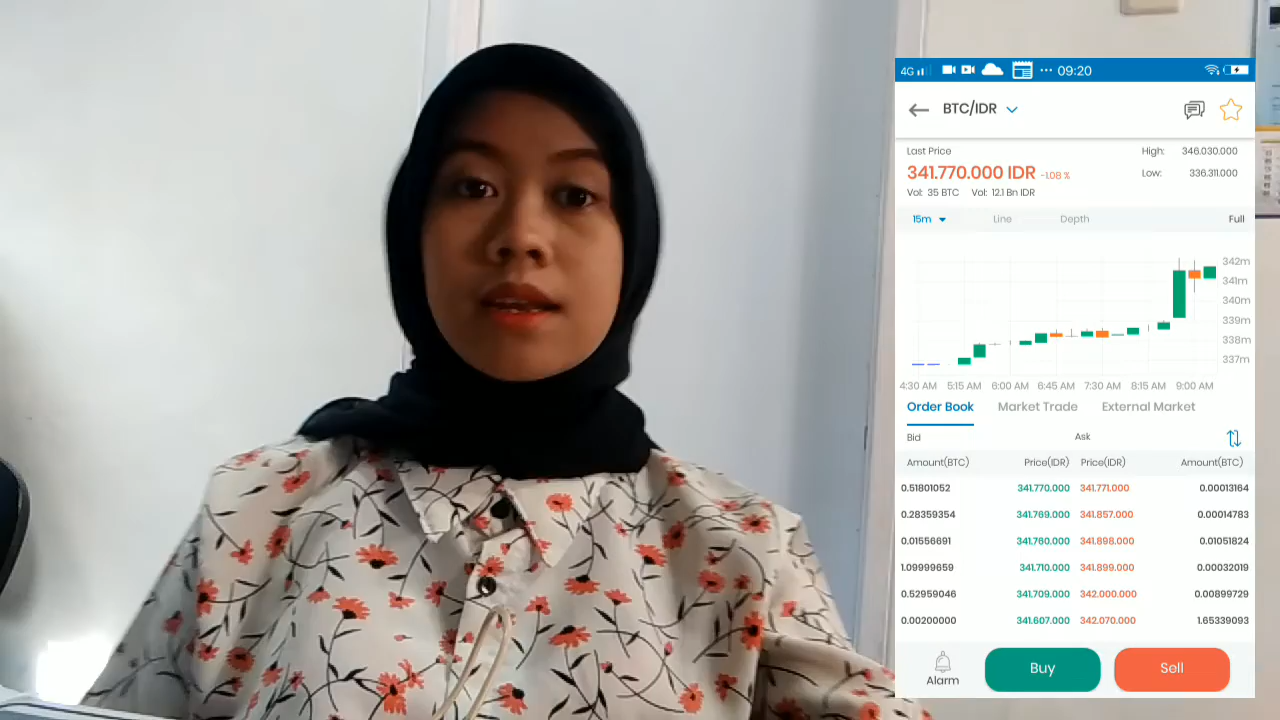 4G ··· 09:20
BTC/IDR
Last Price High: 346.030.000
341.770.000 IDR -1.08 % Low: 336.311.000
Vol: 35 BTC Vol: 12.1 Bn IDR
15m Line Depth Full
342m
341m
340m
339m
338m
337m
4:30 AM 5:15 AM 6:00 AM 6:45 AM 7:30 AM 8:15 AM 9:00 AM
Order Book Market Trade External Market
Bid Ask
Amount(BTC) Price(IDR) Price(IDR) Amount(BTC)
0.51801052 341.770.000 341.771.000 0.00013164
0.28359354 341.769.000 341.857.000 0.00014783
0.01556691 341.760.000 341.898.000 0.01051824
1.09999659 341.710.000 341.899.000 0.00032019
0.52959046 341.709.000 342.000.000 0.00899729
0.00200000 341.607.000 342.070.000 1.65339093
Alarm Buy Sell